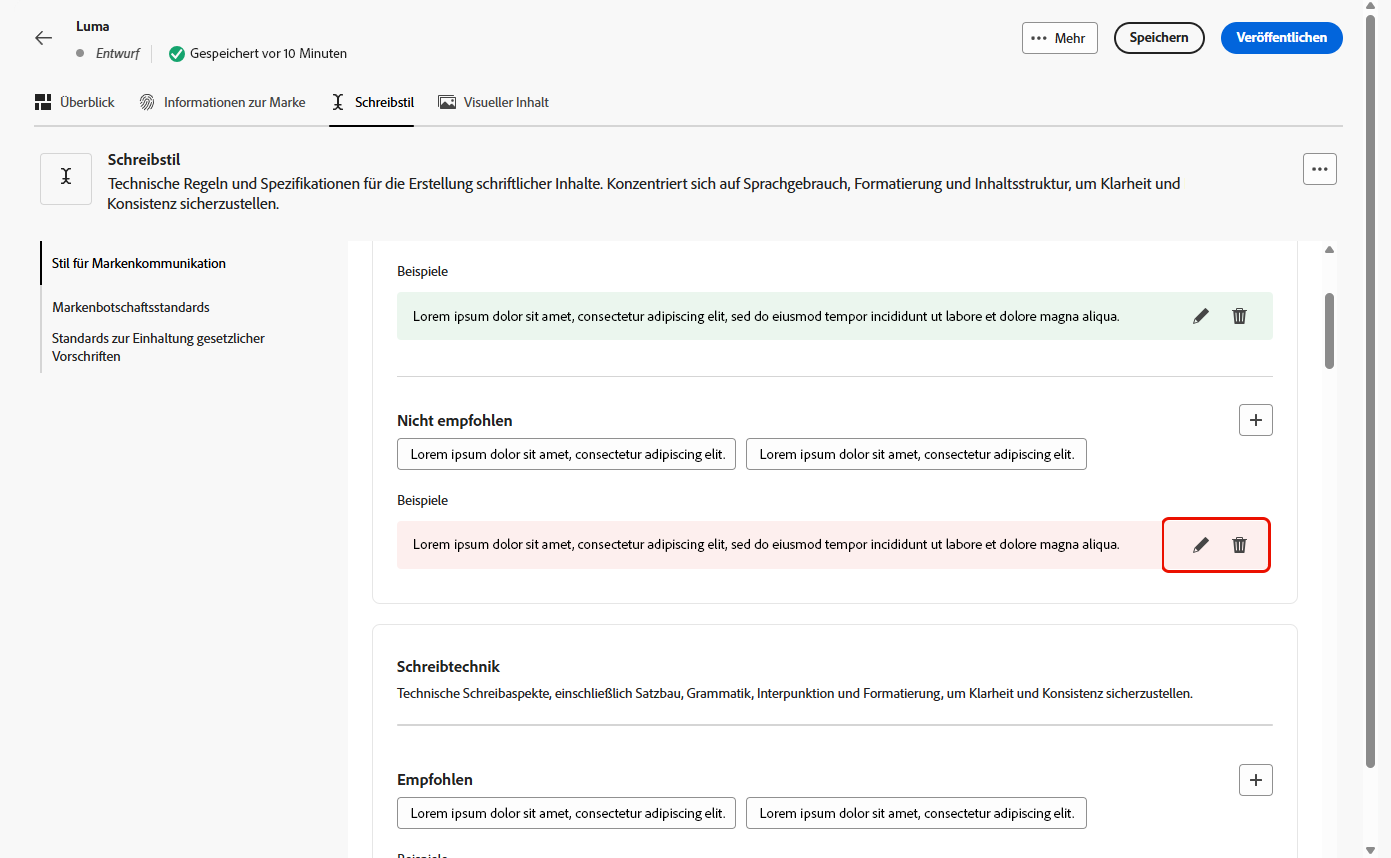 Luma
Entwurf
Gespeichert vor 10 Minuten
Mehr
Speichern
Veröffentlichen
Überblick
Informationen zur Marke
Schreibstil
Visueller Inhalt
Schreibstil
Technische Regeln und Spezifikationen für die Erstellung schriftlicher Inhalte. Konzentriert sich auf Sprachgebrauch, Formatierung und Inhaltsstruktur, um Klarheit und
Konsistenz sicherzustellen.
Stil für Markenkommunikation
Markenbotschaftsstandards
Standards zur Einhaltung gesetzlicher
Vorschriften
Beispiele
Lorem ipsum dolor sit amet, consectetur adipiscing elit, sed do eiusmod tempor incididunt ut labore et dolore magna aliqua.
Nicht empfohlen
Lorem ipsum dolor sit amet, consectetur adipiscing elit.
Lorem ipsum dolor sit amet, consectetur adipiscing elit.
Beispiele
Lorem ipsum dolor sit amet, consectetur adipiscing elit, sed do eiusmod tempor incididunt ut labore et dolore magna aliqua.
Schreibtechnik
Technische Schreibaspekte, einschließlich Satzbau, Grammatik, Interpunktion und Formatierung, um Klarheit und Konsistenz sicherzustellen.
Empfohlen
Lorem ipsum dolor sit amet, consectetur adipiscing elit.
Lorem ipsum dolor sit amet, consectetur adipiscing elit.
Beispiele